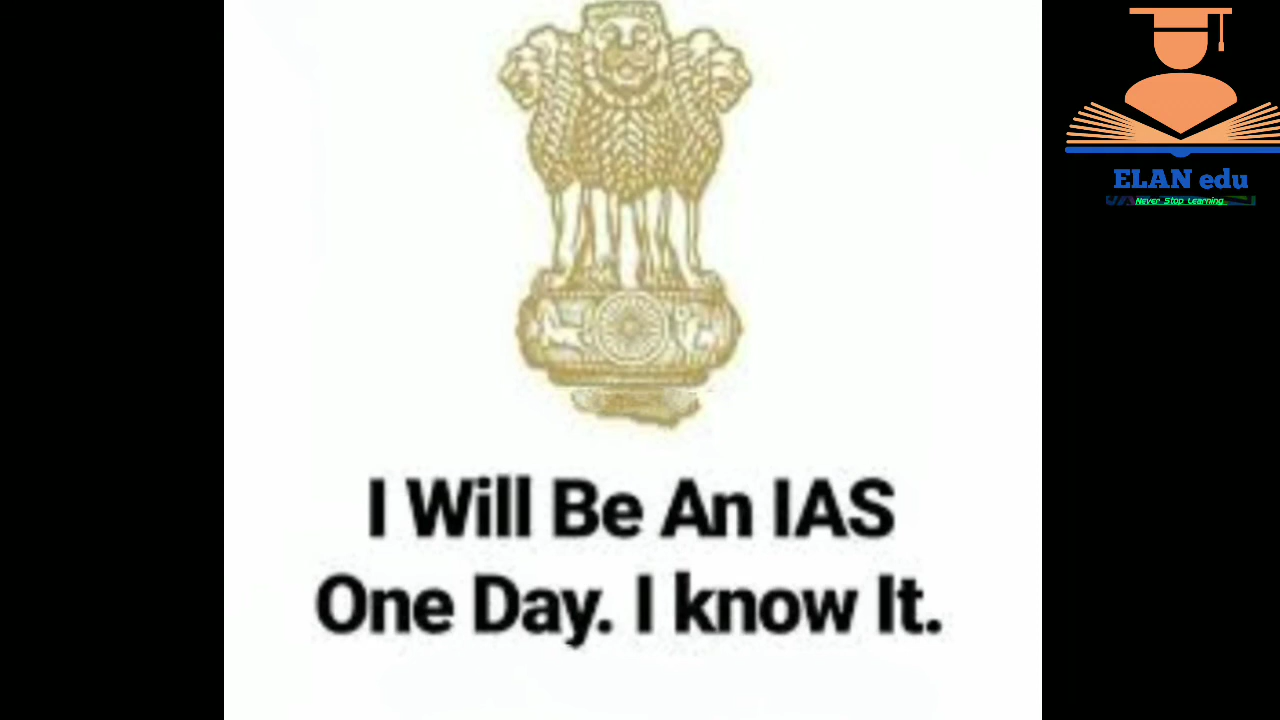 ELAN edu
Never Stop Learning
I Will Be An IAS
One Day. I know It.